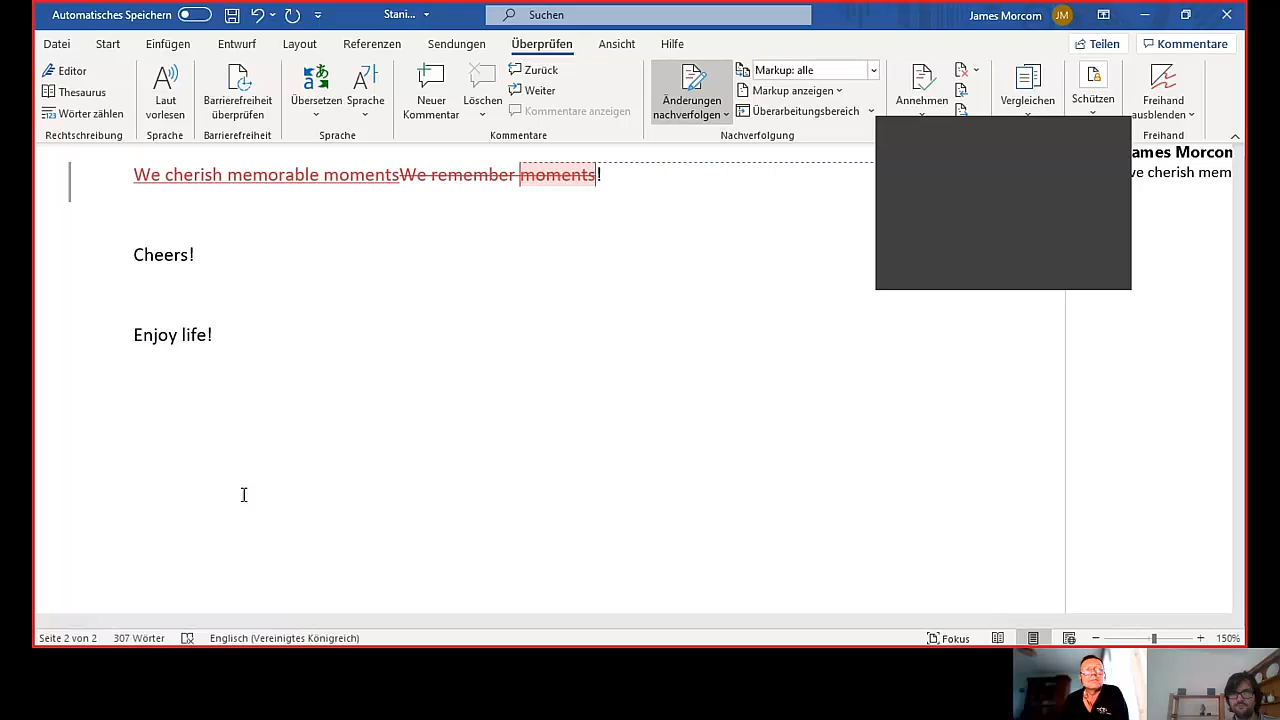 Automatisches Speichern Stani... Suchen James Morcom JM
Datei Start Einfügen Entwurf Layout Referenzen Sendungen Überprüfen Ansicht Hilfe Teilen Kommentare
Editor
Thesaurus
Wörter zählen
Rechtschreibung
Laut vorlesen
Sprache
Barrierefreiheit überprüfen
Barrierefreiheit
Übersetzen Sprache
Sprache
Neuer Kommentar
Löschen
Zurück
Weiter
Kommentare anzeigen
Kommentare
Änderungen nachverfolgen
Markup: alle
Markup anzeigen
Überarbeitungsbereich
Nachverfolgung
Annehmen
Vergleichen
Schützen
Freihand ausblenden
Freihand
We cherish memorable momentsWe remember moments!
ames Morcon
ve cherish mem
Cheers!
Enjoy life!
Seite 2 von 2 307 Wörter Englisch (Vereinigtes Königreich) Fokus 150%